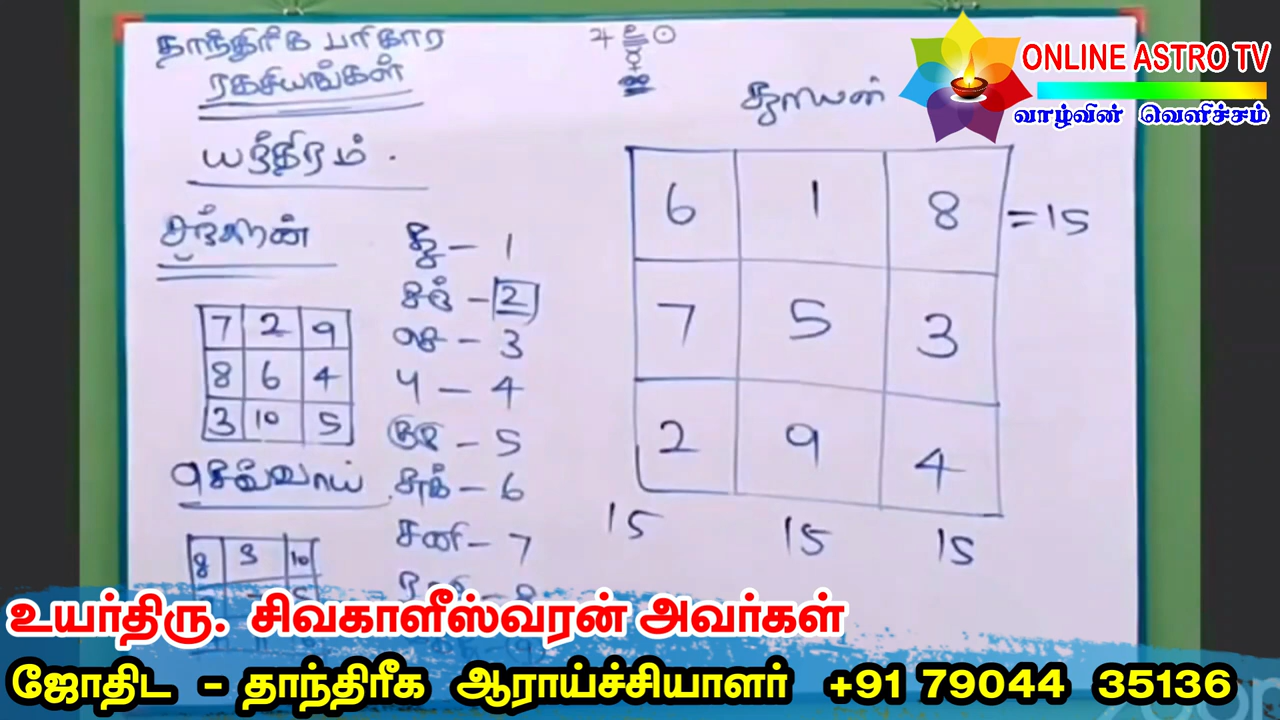 தாந்திரீக பரிகார
ரகசியங்கள்
யந்திரம்.
சந்திரன்
7 2 9
8 6 4
3 10 5
செவ்வாய்
8 3 10
சூ - 1
சந் - 2
செ - 3
பு - 4
குரு - 5
சுக் - 6
சனி - 7
சூரியன்
6 1 8 = 15
7 5 3
2 9 4
15 15 15
ONLINE ASTRO TV
வாழ்வின் வெளிச்சம்
உயர்திரு. சிவகாளீஸ்வரன் அவர்கள்
ஜோதிட - தாந்திரீக ஆராய்ச்சியாளர் +91 79044 35136